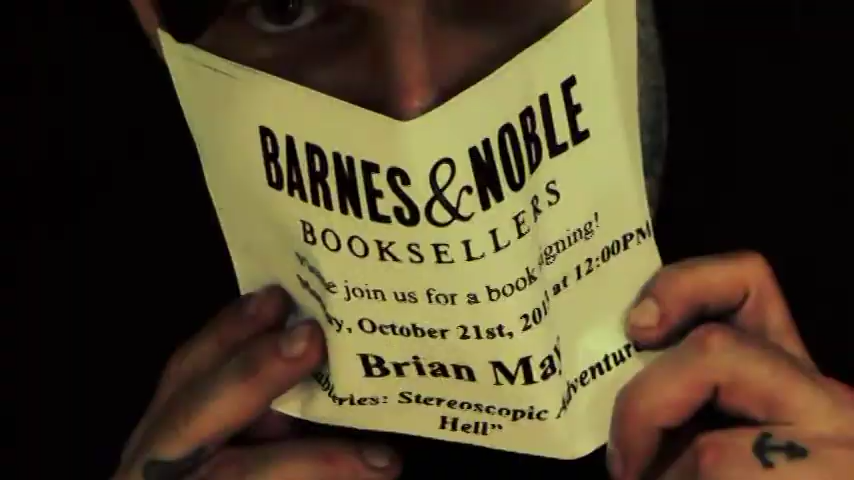 BARNES & NOBLE
BOOKSELLERS
join us for a book signing!
October 21st, at 12:00PM
Brian May
Stereoscopic Adventure
Hell"